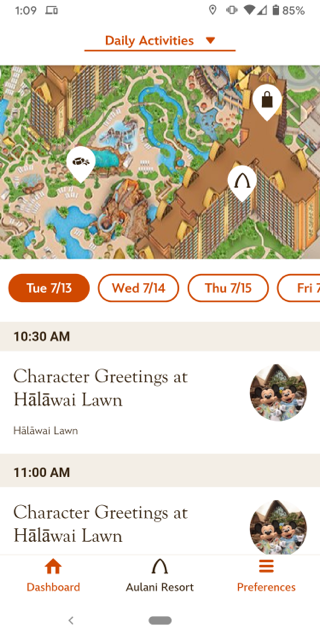 1:09
85%
Daily Activities
Tue 7/13
Wed 7/14
Thu 7/15
Fri 7
10:30 AM
Character Greetings at
Hālāwai Lawn
Hālāwai Lawn
11:00 AM
Character Greetings at
Hālāwai Lawn
Dashboard
Aulani Resort
Preferences